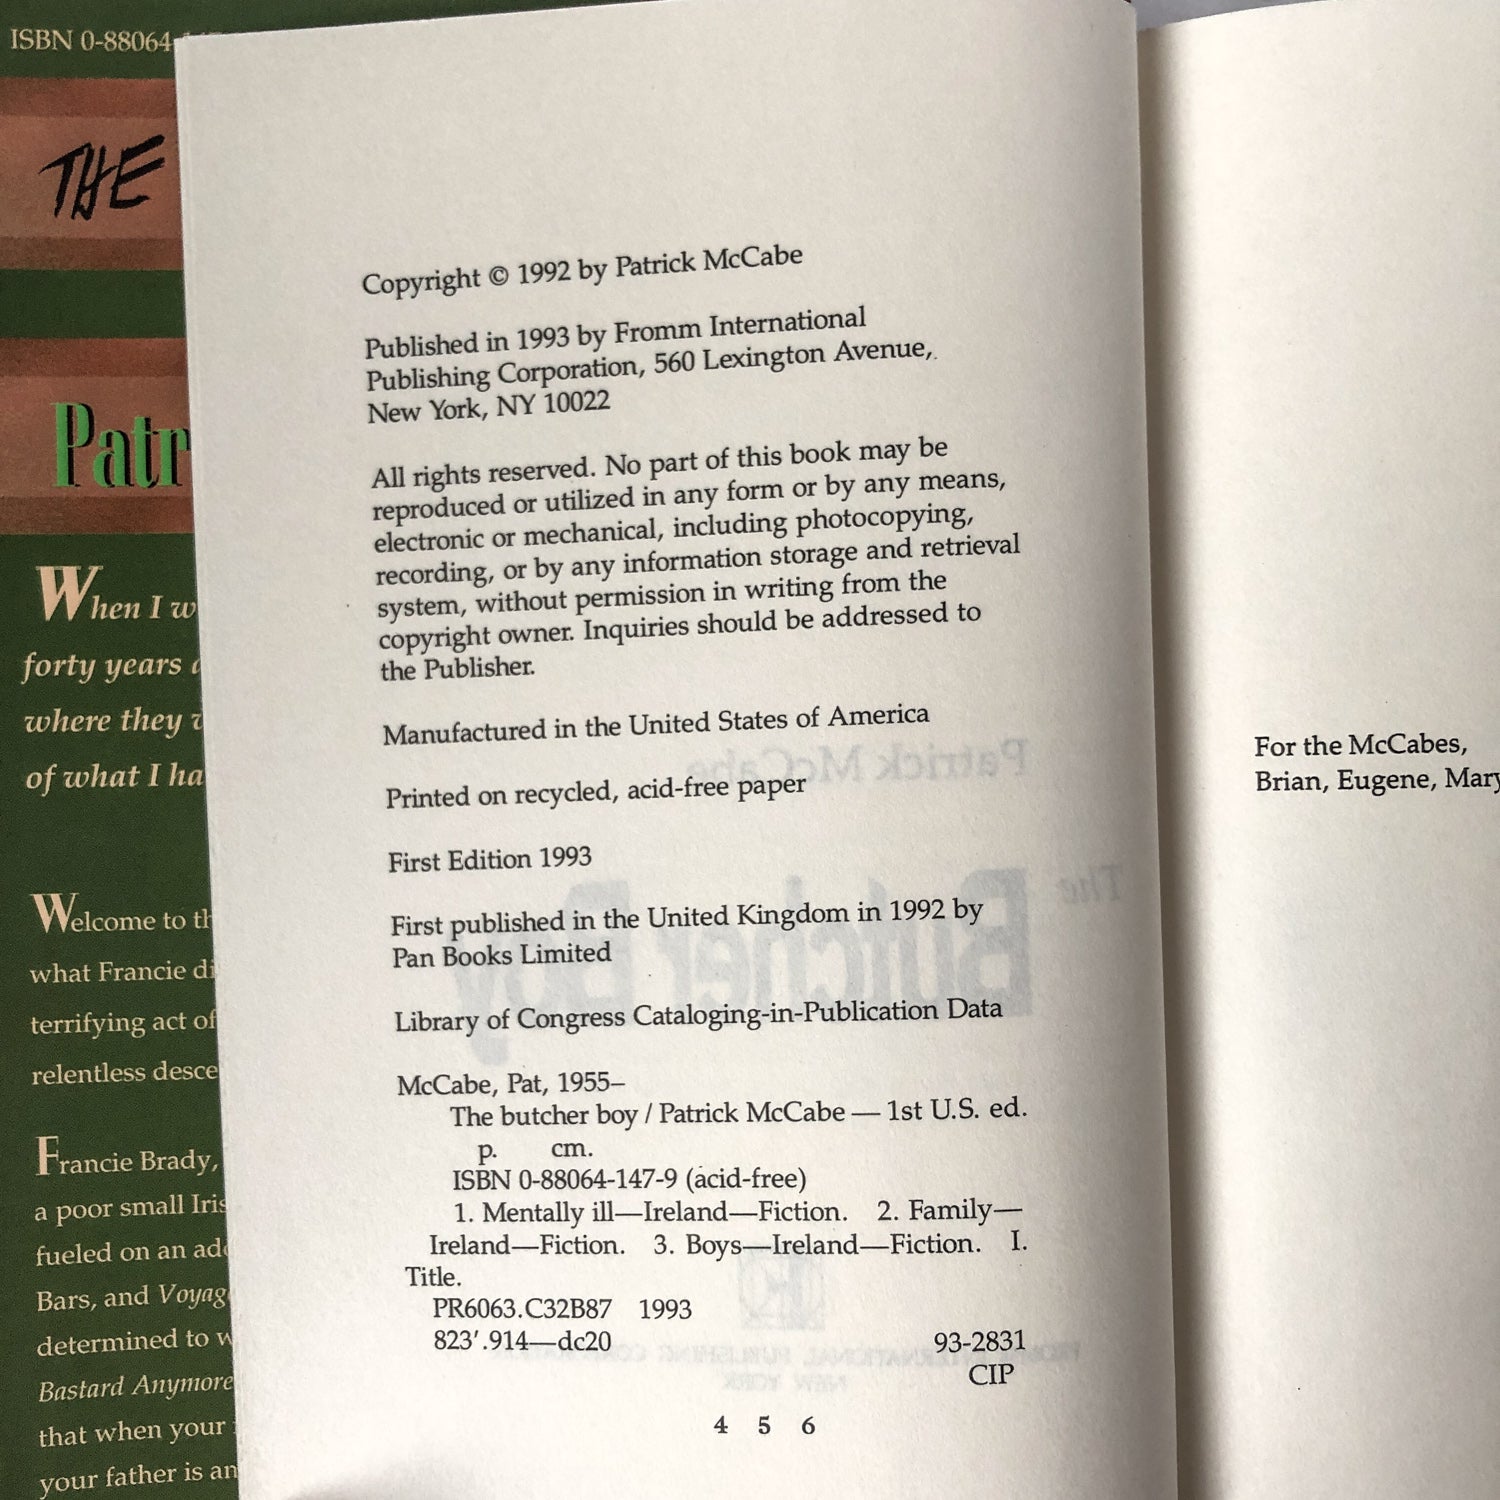 ISBN 0-88064-
THE
Patr
When I w
forty years
where they
of what I ha
Welcome to th
what Francie di
terrifying act of
relentless desce
Francie Brady,
a poor small Iris
fueled on an ad
Bars, and Voyag
determined to w
Bastard Anymore
that when your
your father is an
Copyright © 1992 by Patrick McCabe
Published in 1993 by Fromm International
Publishing Corporation, 560 Lexington Avenue,
New York, NY 10022
All rights reserved. No part of this book may be
reproduced or utilized in any form or by any means,
electronic or mechanical, including photocopying,
recording, or by any information storage and retrieval
system, without permission in writing from the
copyright owner. Inquiries should be addressed to
the Publisher.
Manufactured in the United States of America
Printed on recycled, acid-free paper
First Edition 1993
First published in the United Kingdom in 1992 by
Pan Books Limited
Library of Congress Cataloging-in-Publication Data
McCabe, Pat, 1955–
The butcher boy / Patrick McCabe — 1st U.S. ed.
p. cm.
ISBN 0-88064-147-9 (acid-free)
1. Mentally ill—Ireland—Fiction. 2. Family—
Ireland—Fiction. 3. Boys—Ireland—Fiction. I.
Title.
PR6063.C32B87 1993
823′.914—dc20 93-2831
CIP
4 5 6
For the McCabes,
Brian, Eugene, Mary